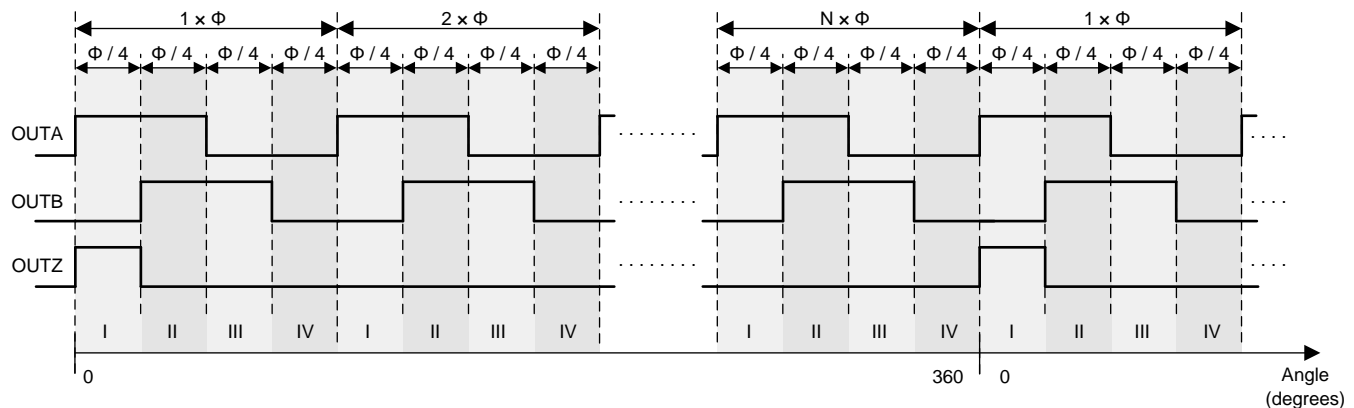 1 × Φ 2 × Φ N × Φ 1 × Φ
Φ / 4 Φ / 4 Φ / 4 Φ / 4 Φ / 4 Φ / 4 Φ / 4 Φ / 4 Φ / 4 Φ / 4 Φ / 4 Φ / 4 Φ / 4 Φ / 4 Φ / 4 Φ / 4
OUTA
OUTB
OUTZ
I II III IV I II III IV I II III IV I II III IV
0 360 0 Angle
(degrees)